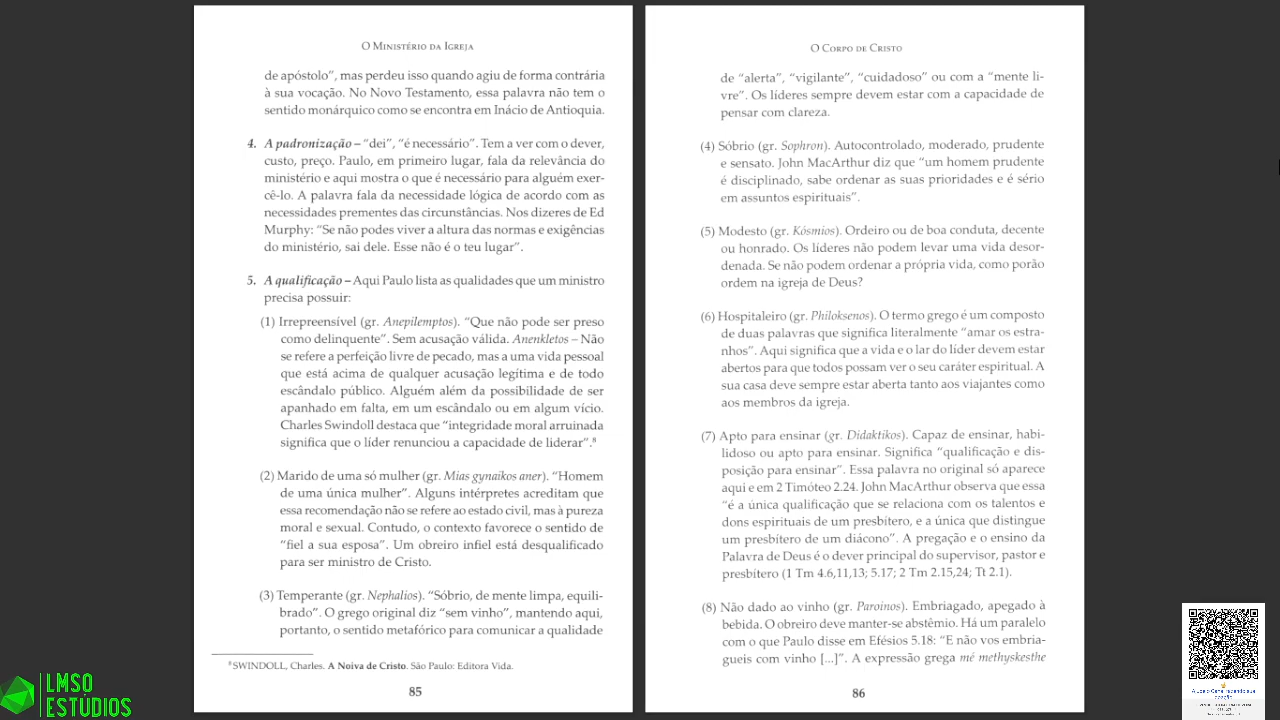 O Ministério da Igreja
de apóstolo”, mas perdeu isso quando agiu de forma contrária
à sua vocação. No Novo Testamento, essa palavra não tem o
sentido monárquico como se encontra em Inácio de Antioquia.
4. A padronização – “dei”, “é necessário”. Tem a ver com o dever,
custo, preço. Paulo, em primeiro lugar, fala da relevância do
ministério e aqui mostra o que é necessário para alguém exer-
cê-lo. A palavra fala da necessidade lógica de acordo com as
necessidades prementes das circunstâncias. Nos dizeres de Ed
Murphy: “Se não podes viver a altura das normas e exigências
do ministério, sai dele. Esse não é o teu lugar”.
5. A qualificação – Aqui Paulo lista as qualidades que um ministro
precisa possuir:
(1) Irrepreensível (gr. Anepilemptos). “Que não pode ser preso
como delinquente”. Sem acusação válida. Anenkletos – Não
se refere a perfeição livre de pecado, mas a uma vida pessoal
que está acima de qualquer acusação legítima e de todo
escândalo público. Alguém além da possibilidade de ser
apanhado em falta, em um escândalo ou em algum vício.
Charles Swindoll destaca que “integridade moral arruinada
significa que o líder renunciou a capacidade de liderar”.⁸
(2) Marido de uma só mulher (gr. Mias gynaikos aner). “Homem
de uma única mulher”. Alguns intérpretes acreditam que
essa recomendação não se refere ao estado civil, mas à pureza
moral e sexual. Contudo, o contexto favorece o sentido de
“fiel a sua esposa”. Um obreiro infiel está desqualificado
para ser ministro de Cristo.
(3) Temperante (gr. Nephalios). “Sóbrio, de mente limpa, equili-
brado”. O grego original diz “sem vinho”, mantendo aqui,
portanto, o sentido metafórico para comunicar a qualidade
⁸ SWINDOLL, Charles. A Noiva de Cristo. São Paulo: Editora Vida.
85
O Corpo de Cristo
de “alerta”, “vigilante”, “cuidadoso” ou com a “mente li-
vre”. Os líderes sempre devem estar com a capacidade de
pensar com clareza.
(4) Sóbrio (gr. Sophron). Autocontrolado, moderado, prudente
e sensato. John MacArthur diz que “um homem prudente
é disciplinado, sabe ordenar as suas prioridades e é sério
em assuntos espirituais”.
(5) Modesto (gr. Kósmios). Ordeiro ou de boa conduta, decente
ou honrado. Os líderes não podem levar uma vida desor-
denada. Se não podem ordenar a própria vida, como porão
ordem na igreja de Deus?
(6) Hospitaleiro (gr. Philoksenos). O termo grego é um composto
de duas palavras que significa literalmente “amar os estra-
nhos”. Aqui significa que a vida e o lar do líder devem estar
abertos para que todos possam ver o seu caráter espiritual. A
sua casa deve sempre estar aberta tanto aos viajantes como
aos membros da igreja.
(7) Apto para ensinar (gr. Didaktikos). Capaz de ensinar, habi-
lidoso ou apto para ensinar. Significa “qualificação e dis-
posição para ensinar”. Essa palavra no original só aparece
aqui e em 2 Timóteo 2.24. John MacArthur observa que essa
“é a única qualificação que se relaciona com os talentos e
dons espirituais de um presbítero, e a única que distingue
um presbítero de um diácono”. A pregação e o ensino da
Palavra de Deus é o dever principal do supervisor, pastor e
presbítero (1 Tm 4.6,11,13; 5.17; 2 Tm 2.15,24; Tt 2.1).
(8) Não dado ao vinho (gr. Paroinos). Embriagado, apegado à
bebida. O obreiro deve manter-se abstêmio. Há um paralelo
com o que Paulo disse em Efésios 5.18: “E não vos embria-
gueis com vinho [...]”. A expressão grega mé methyskesthe
86
LMSO
ESTÚDIOS